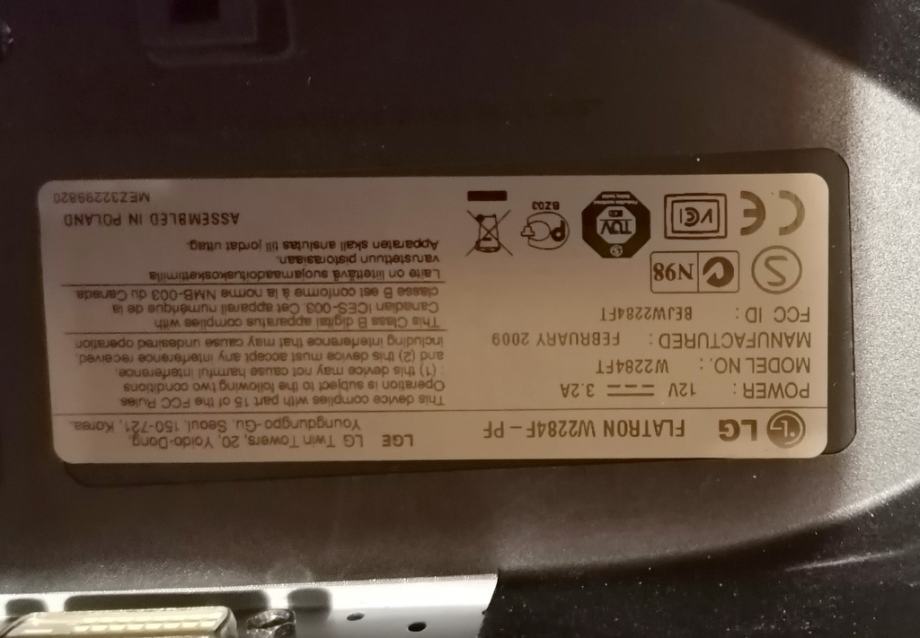 LG FLATRON W2284F-PF
LGE LG Twin Towers, 20, Yoido-Dong,
Youngdungpo-Gu, Seoul, 150-721, Korea.
POWER : 12V 3.2A
MODEL NO. : W2284FT
MANUFACTURED : FEBRUARY 2009
FCC ID : BEJW2284FT
S
N98
CE
VCI
TÜV
BZ03
This device complies with part 15 of the FCC Rules.
Operation is subject to the following two conditions
: (1) this device may not cause harmful interference.
and (2) this device must accept any interference received,
including interference that may cause undesired operation
This Class B digital apparatus complies with
Canadian ICES-003 Cet appareil numérique de la
classe B est conforme à la norme NMB-003 du Canada
Laite on liitettävä suojamaadoituskoskettimilla
varustettuun pistorasiaan.
Apparaten skall anslutas till jordat uttag.
ASSEMBLED IN POLAND
MEZ32299820